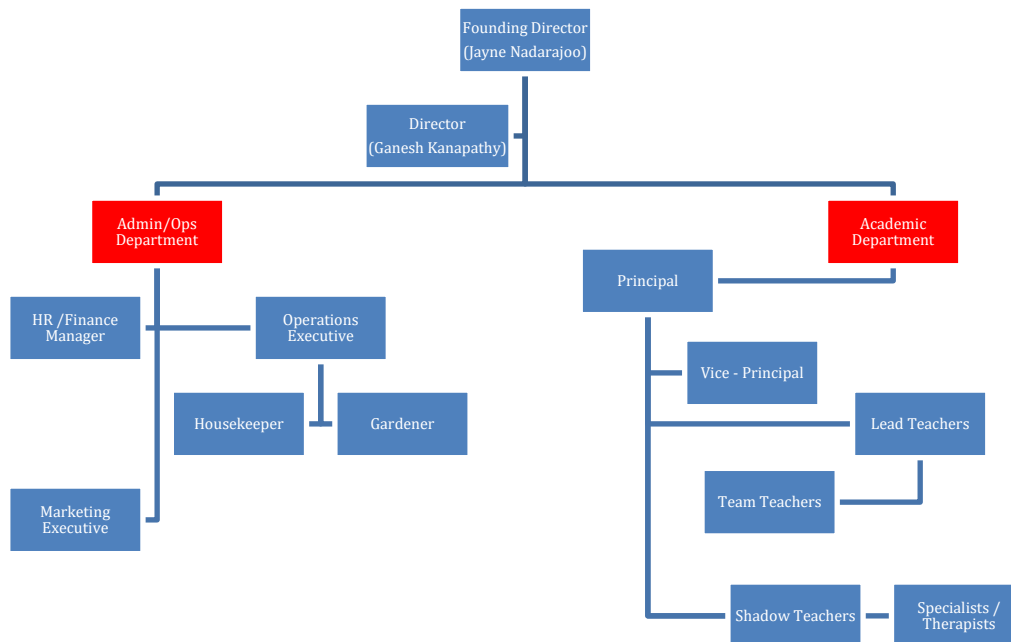 Founding Director
(Jayne Nadarajoo)
Director
(Ganesh Kanapathy)
Admin/Ops
Department
Academic
Department
Principal
HR /Finance
Manager
Operations
Executive
Vice - Principal
Housekeeper
Gardener
Lead Teachers
Team Teachers
Marketing
Executive
Shadow Teachers
Specialists /
Therapists